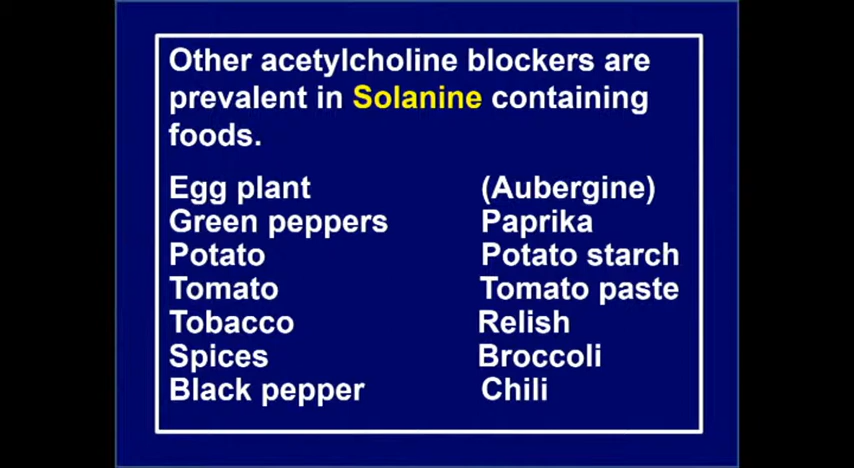 Other acetylcholine blockers are
prevalent in Solanine containing
foods.
Egg plant (Aubergine)
Green peppers Paprika
Potato Potato starch
Tomato Tomato paste
Tobacco Relish
Spices Broccoli
Black pepper Chili